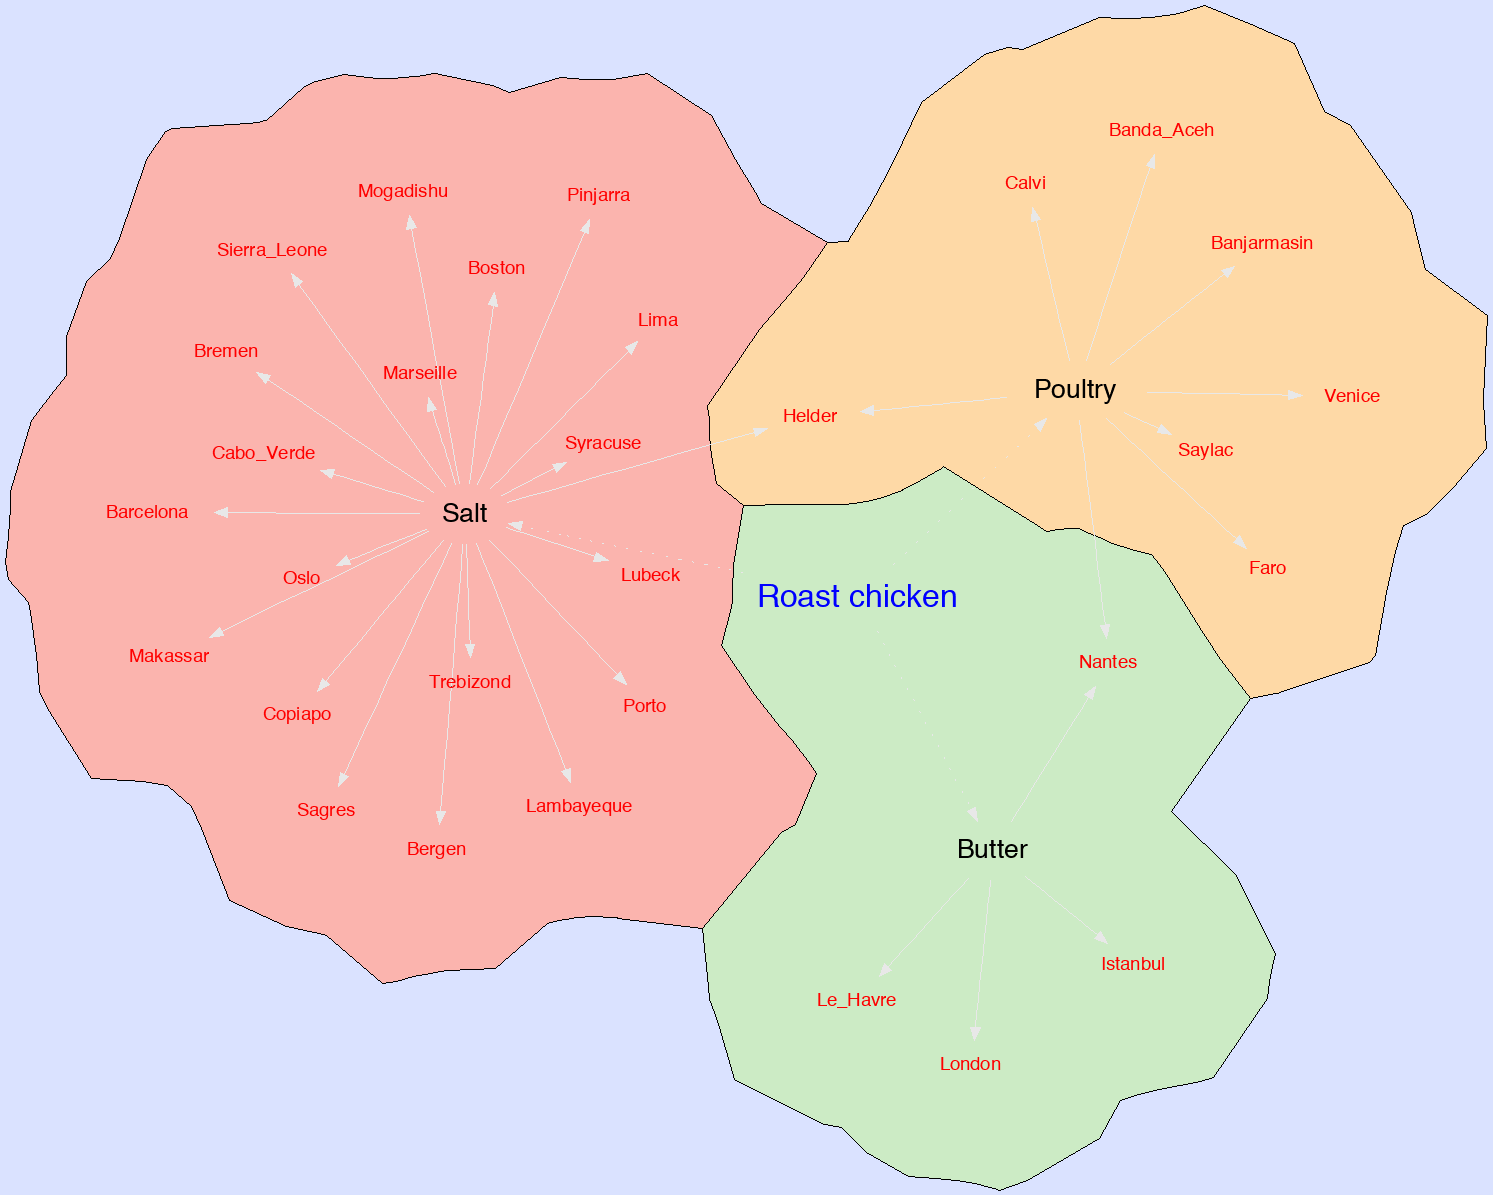 Banda_Aceh
Calvi
Mogadishu
Pinjarra
Banjarmasin
Sierra_Leone
Boston
Lima
Bremen
Marseille
Poultry
Venice
Helder
Syracuse
Saylac
Cabo_Verde
Barcelona
Salt
Faro
Lubeck
Oslo
Roast chicken
Makassar
Nantes
Trebizond
Porto
Copiapo
Lambayeque
Sagres
Bergen
Butter
Istanbul
Le_Havre
London